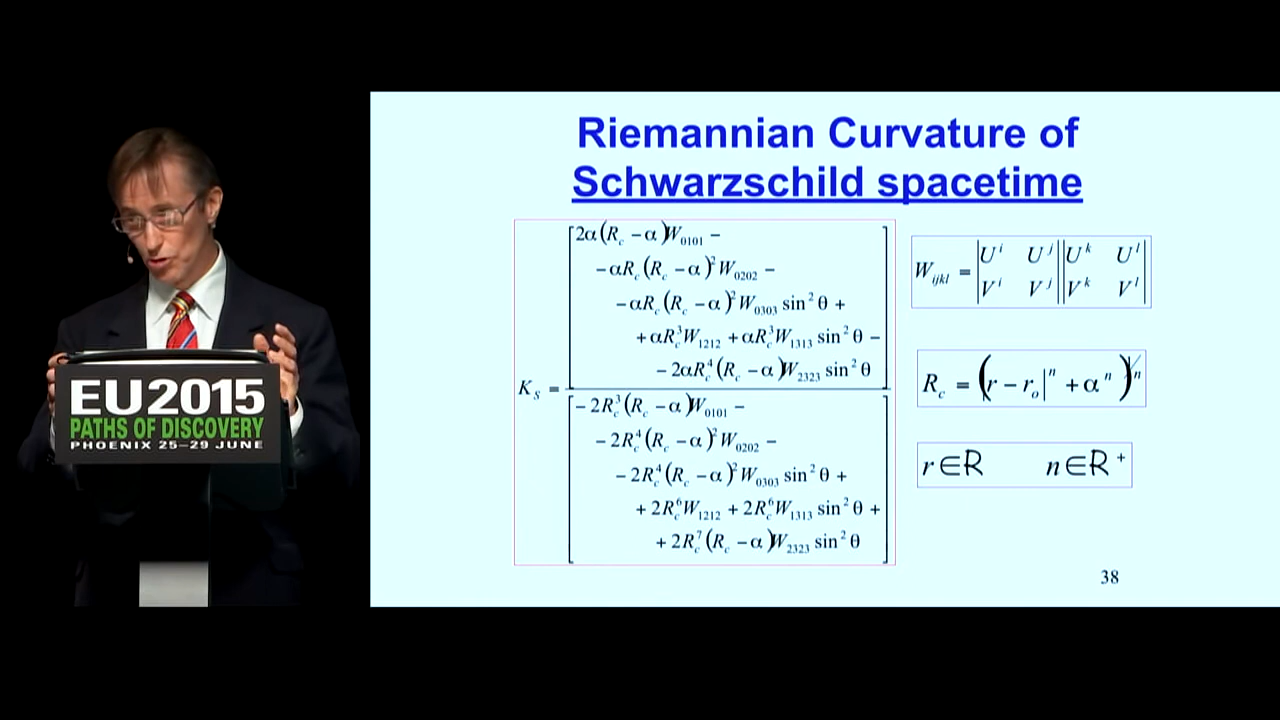 Riemannian Curvature of
Schwarzschild spacetime
2α(R_c − α)W_0101 −
− αR_c(R_c − α)²W_0202 −
− αR_c(R_c − α)²W_0303 sin²θ +
+ αR_c³W_1212 + αR_c³W_1313 sin²θ −
− 2αR_c⁴(R_c − α)W_2323 sin²θ
K_S =
− 2R_c³(R_c − α)W_0101 −
− 2R_c⁴(R_c − α)²W_0202 −
− 2R_c⁴(R_c − α)²W_0303 sin²θ +
+ 2R_c⁶W_1212 + 2R_c⁶W_1313 sin²θ +
+ 2R_c⁷(R_c − α)W_2323 sin²θ
W_ijkl = |U^i U^j| |U^k U^l|
|V^i V^j| |V^k V^l|
R_c = (|r − r_o|^n + α^n)^1/n
r∈ℝ n∈ℝ⁺
38
EU2015
PATHS OF DISCOVERY
PHOENIX 25–29 JUNE